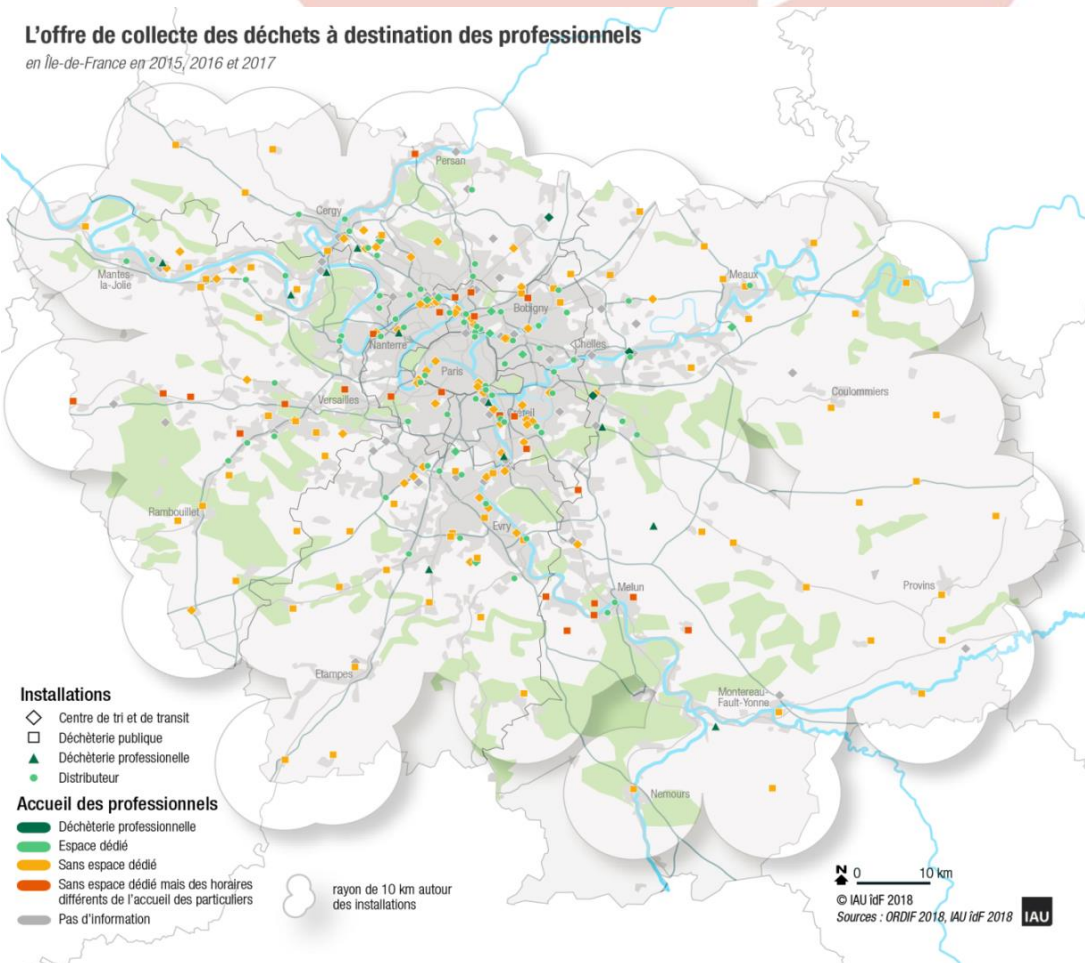 L'offre de collecte des déchets à destination des professionnels
en Île-de-France en 2015, 2016 et 2017
Persan
Cergy
Mantes-
la-Jolie
Meaux
Bobigny
Nanterre
Chelles
Paris
Coulommiers
Versailles
Créteil
Rambouillet
Evry
Melun
Provins
Etampes
Montereau-
Fault-Yonne
Nemours
Installations
Centre de tri et de transit
Déchèterie publique
Déchèterie professionelle
Distributeur
Accueil des professionnels
Déchèterie professionnelle
Espace dédié
Sans espace dédié
Sans espace dédié mais des horaires
différents de l'accueil des particuliers
Pas d'information
rayon de 10 km autour
des installations
N 0 10 km
© IAU îdF 2018
Sources : ORDIF 2018, IAU îdF 2018
IAU